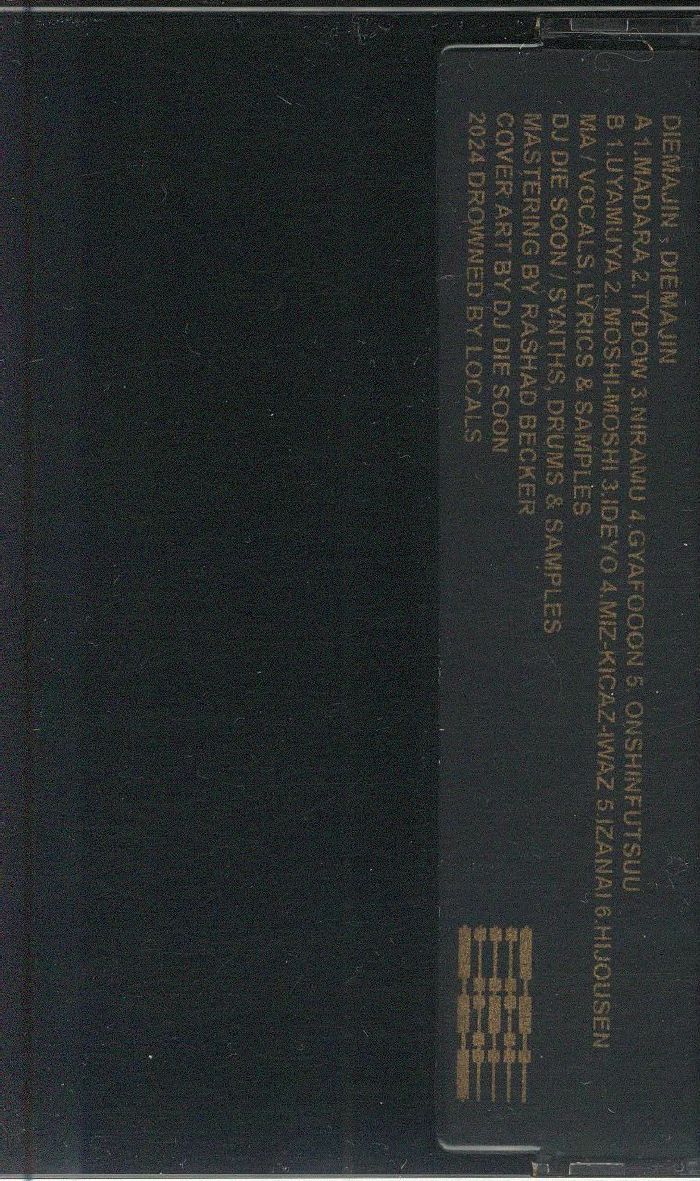 DIEMAJIN , DIEMAJIN
A 1.MADARA 2.TYDOW 3.NIRAMU 4.GYAFOOON 5. ONSHINFUTSUU
B 1.UYAMUYA 2. MOSHI-MOSHI 3.IDEYO 4.MIZ-KICAZ-IWAZ 5.IZANAI 6.HIJOUSEN
MA / VOCALS, LYRICS & SAMPLES
DJ DIE SOON / SYNTHS, DRUMS & SAMPLES
MASTERING BY RASHAD BECKER
COVER ART BY DJ DIE SOON
2024 DROWNED BY LOCALS